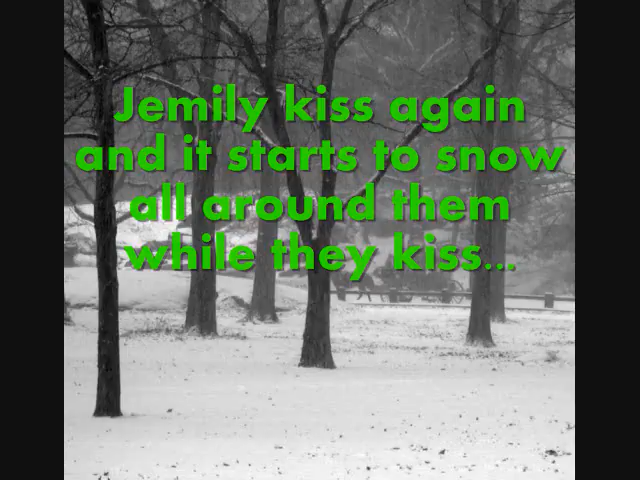 Jemily kiss again
and it starts to snow
all around them
while they kiss...